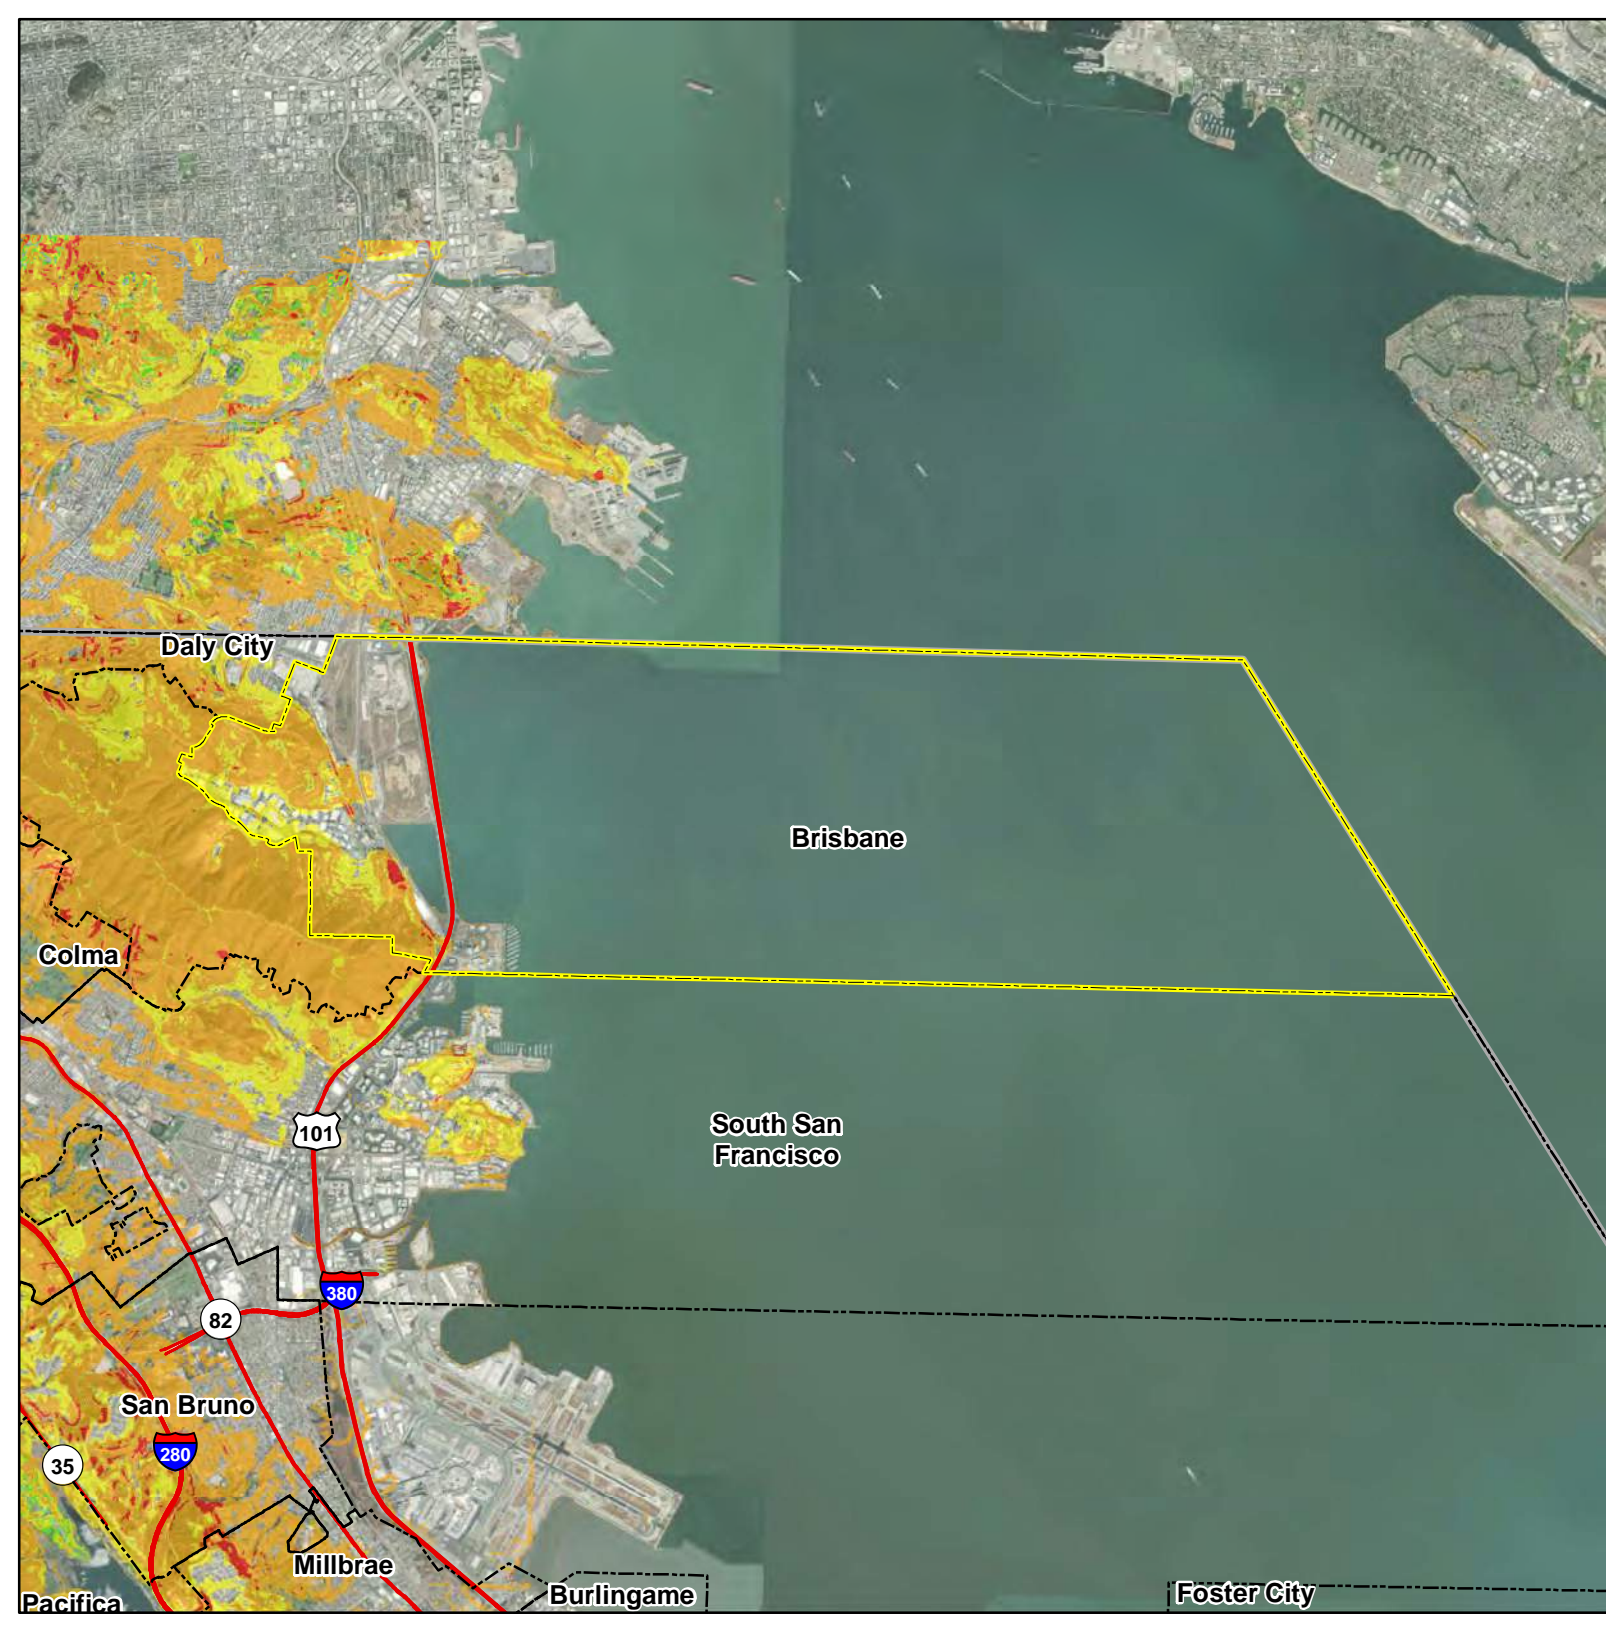 Daly City
Brisbane
Colma
South San
Francisco
101
380
82
San Bruno
280
35
Millbrae
Burlingame
Foster City
Pacifica